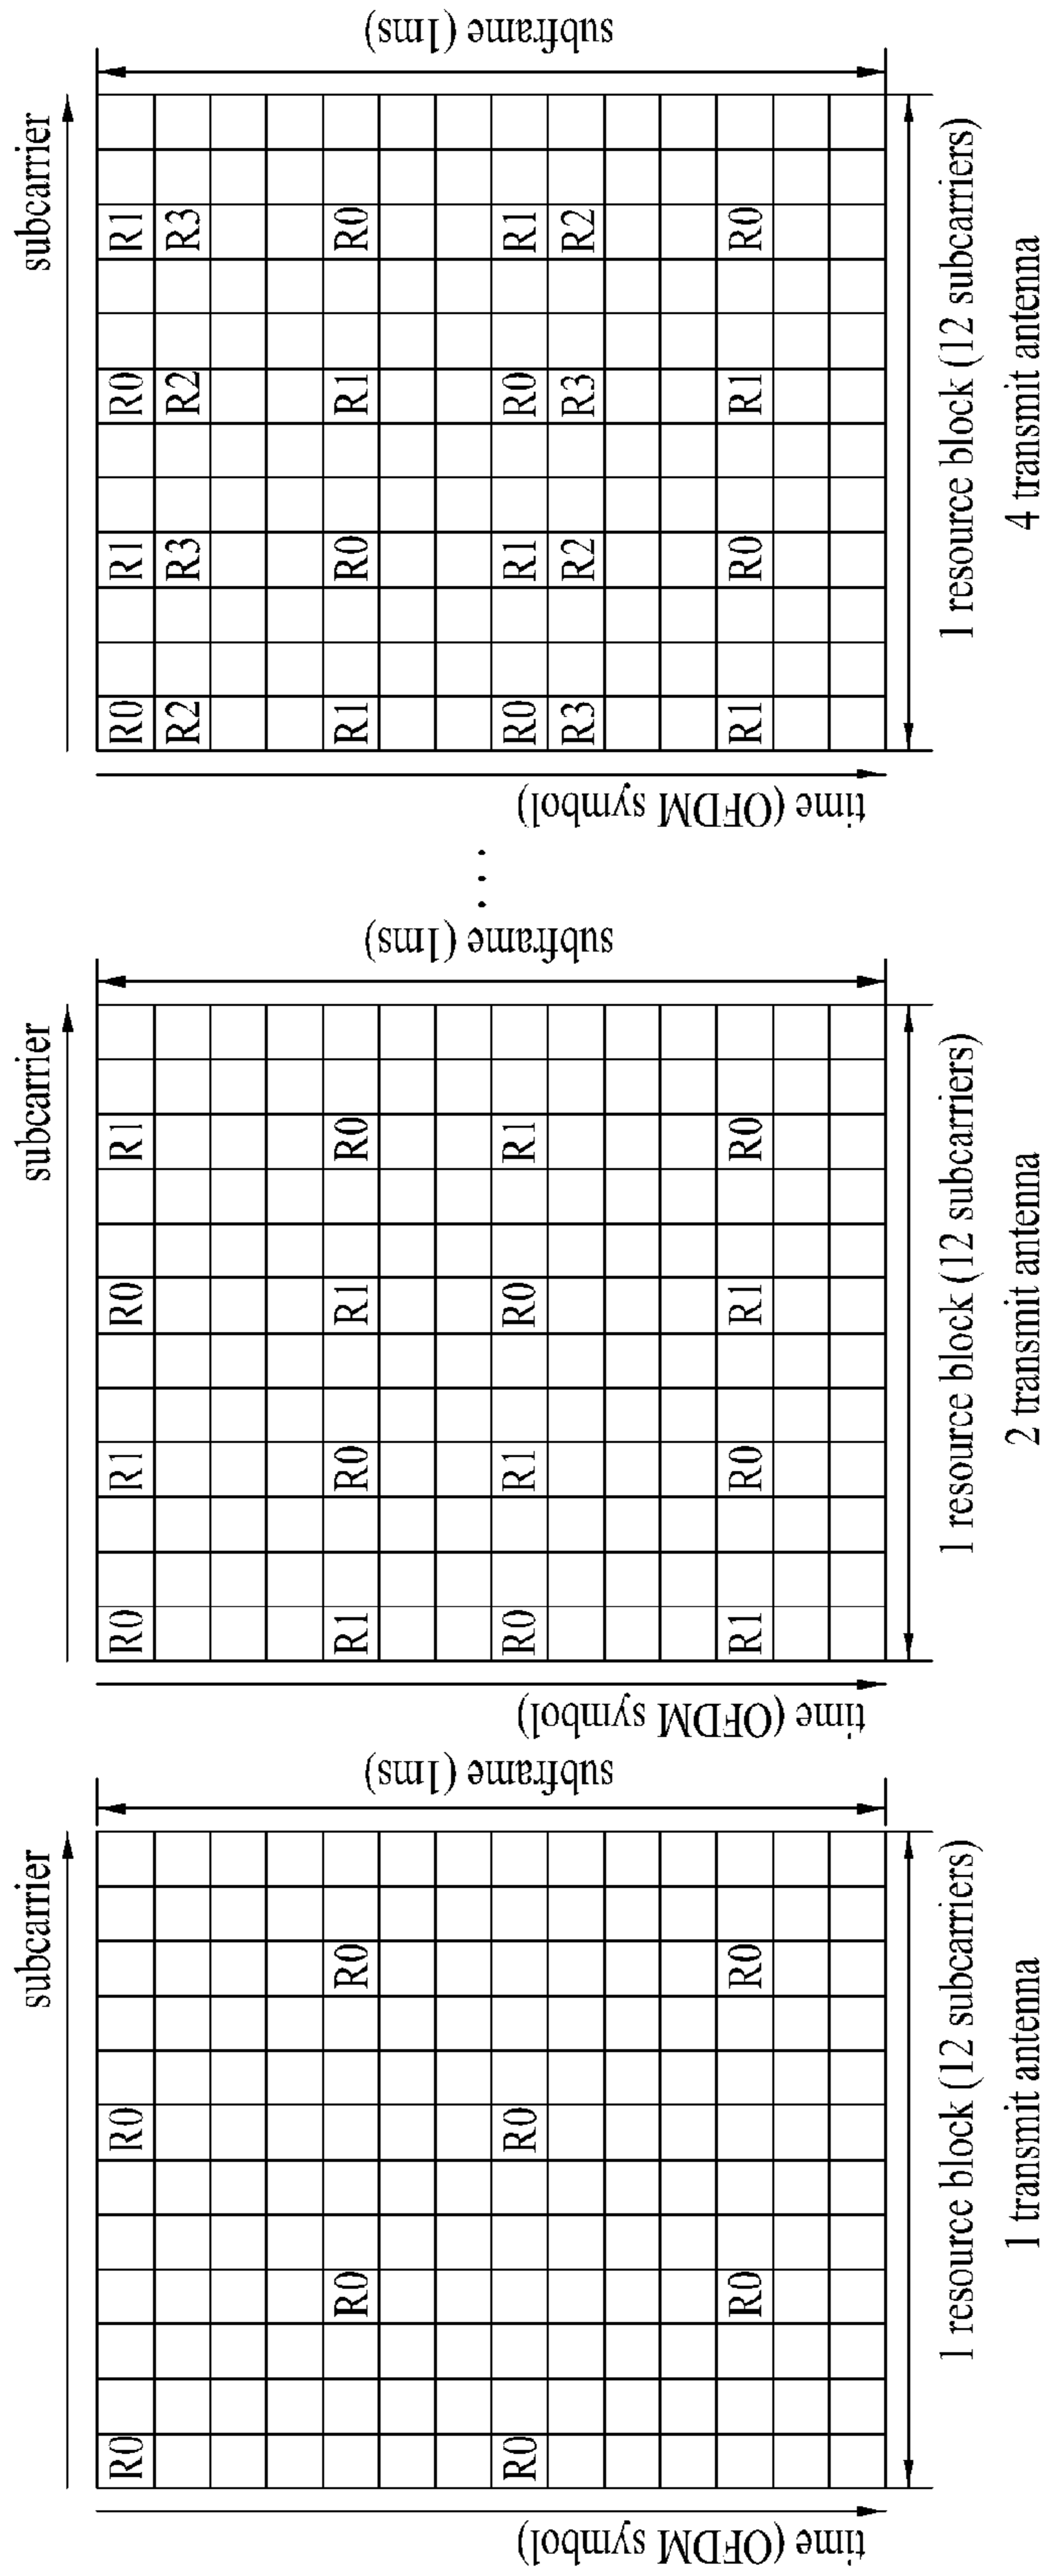 subcarrier
time (OFDM symbol)
R0 R0
R0 R0
R0 R0
R0 R0
subframe (1ms)
1 resource block (12 subcarriers)
1 transmit antenna
subcarrier
time (OFDM symbol)
R0 R1 R0 R1
R1 R0 R1 R0
R0 R1 R0 R1
R1 R0 R1 R0
subframe (1ms)
1 resource block (12 subcarriers)
2 transmit antenna
...
subcarrier
time (OFDM symbol)
R0 R1 R0 R1
R2 R3 R2 R3
R1 R0 R1 R0
R0 R1 R0 R1
R3 R2 R3 R2
R1 R0 R1 R0
subframe (1ms)
1 resource block (12 subcarriers)
4 transmit antenna